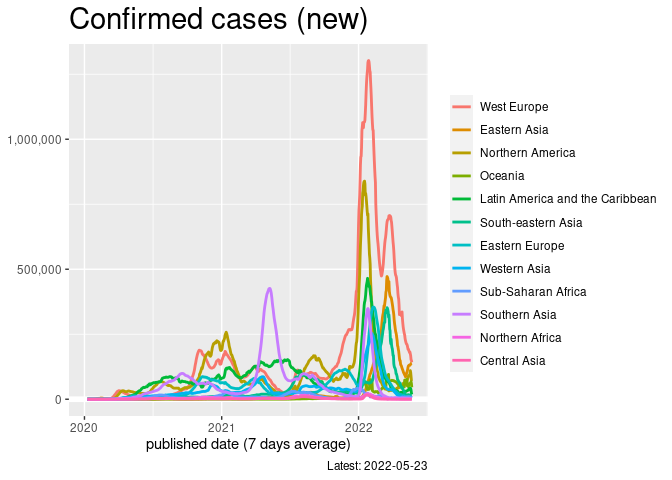 Confirmed cases (new)
1,000,000
500,000
0
2020
2021
2022
published date (7 days average)
Latest: 2022-05-23
West Europe
Eastern Asia
Northern America
Oceania
Latin America and the Caribbean
South-eastern Asia
Eastern Europe
Western Asia
Sub-Saharan Africa
Southern Asia
Northern Africa
Central Asia